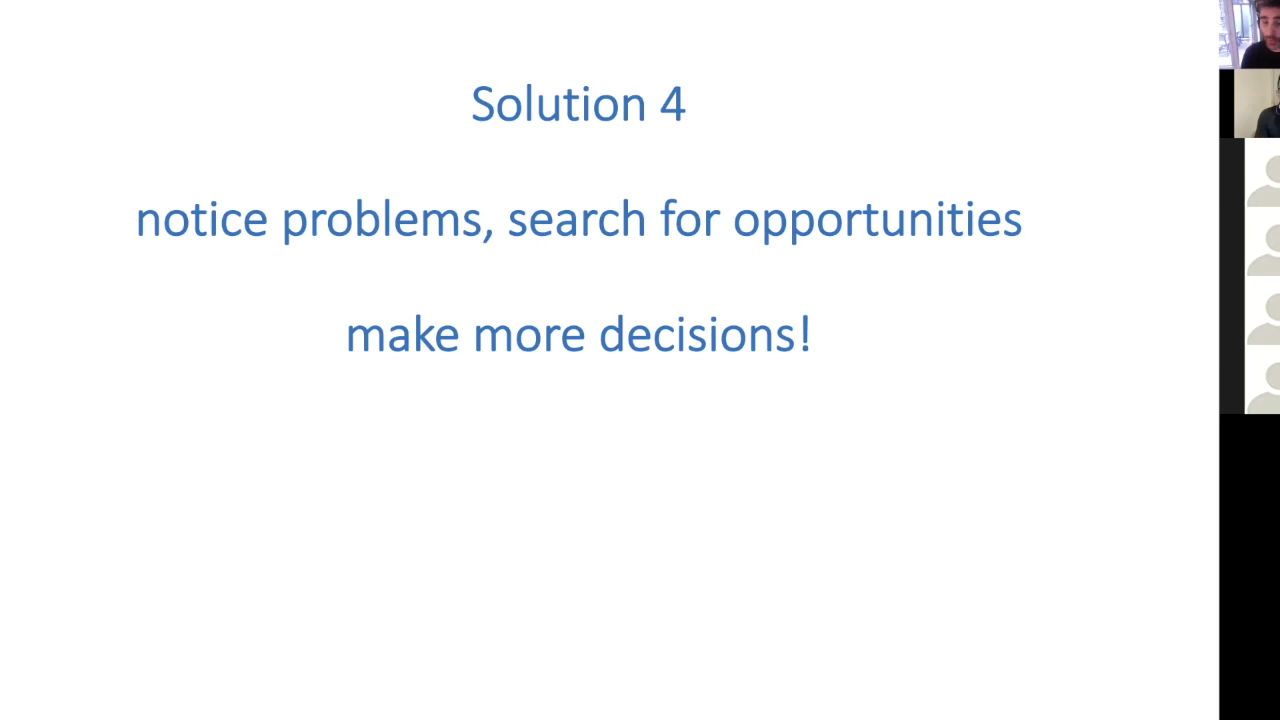 Solution 4
notice problems, search for opportunities
make more decisions!